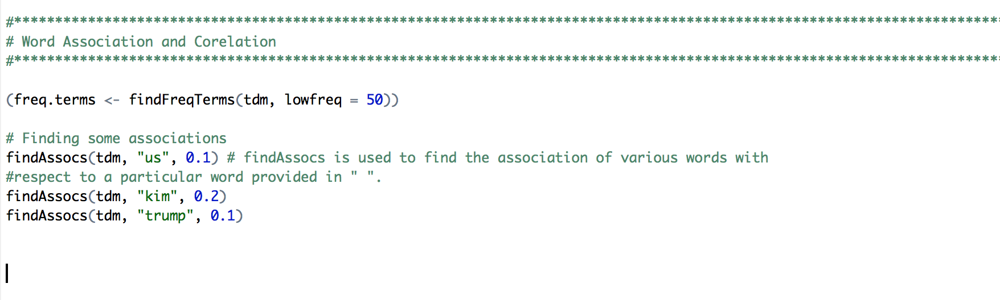 #************************************************************************************************************************
# Word Association and Corelation
#************************************************************************************************************************
(freq.terms <- findFreqTerms(tdm, lowfreq = 50))
# Finding some associations
findAssocs(tdm, "us", 0.1) # findAssocs is used to find the association of various words with
#respect to a particular word provided in " ".
findAssocs(tdm, "kim", 0.2)
findAssocs(tdm, "trump", 0.1)